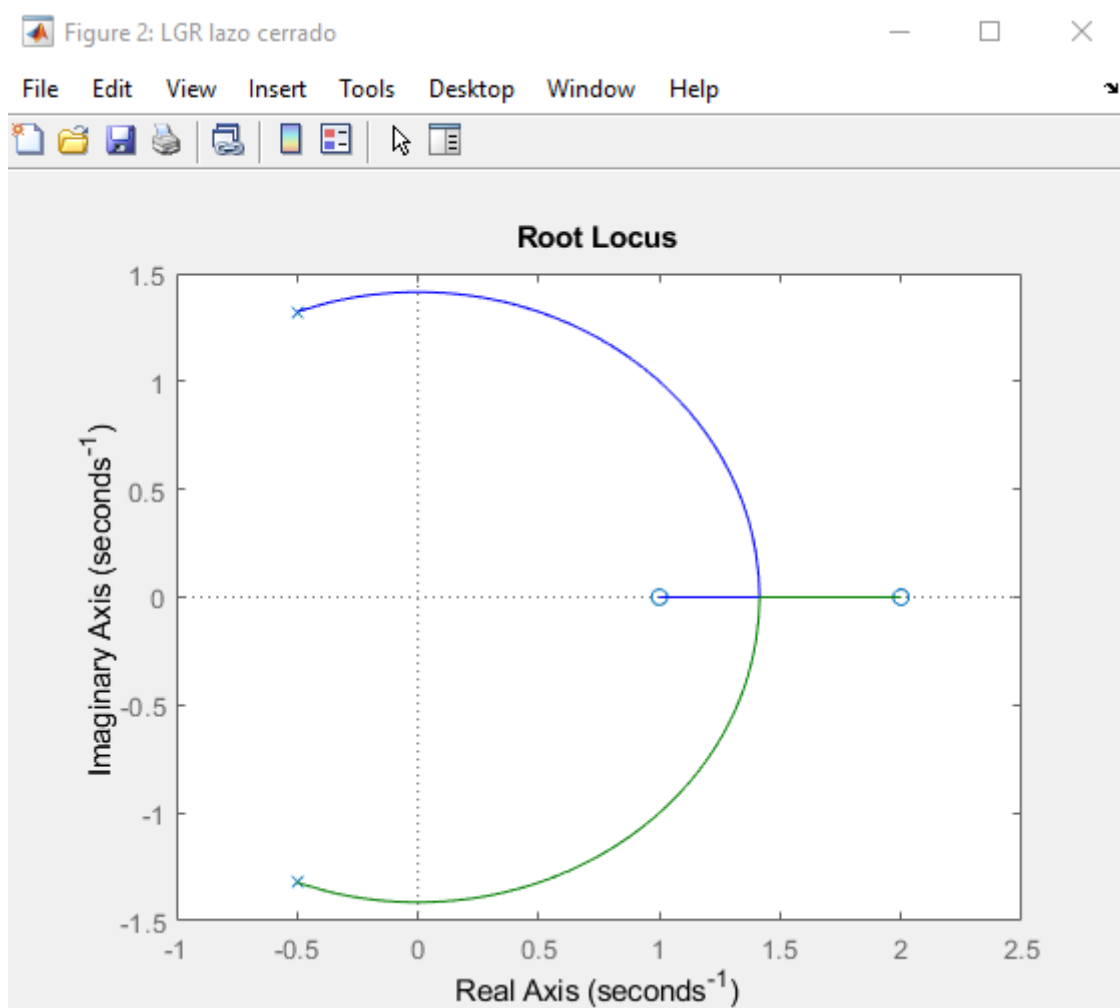 Figure 2: LGR lazo cerrado
File Edit View Insert Tools Desktop Window Help
Root Locus
1.5
1
0.5
0
-0.5
-1
-1.5
Imaginary Axis (seconds⁻¹)
-1 -0.5 0 0.5 1 1.5 2 2.5
Real Axis (seconds⁻¹)